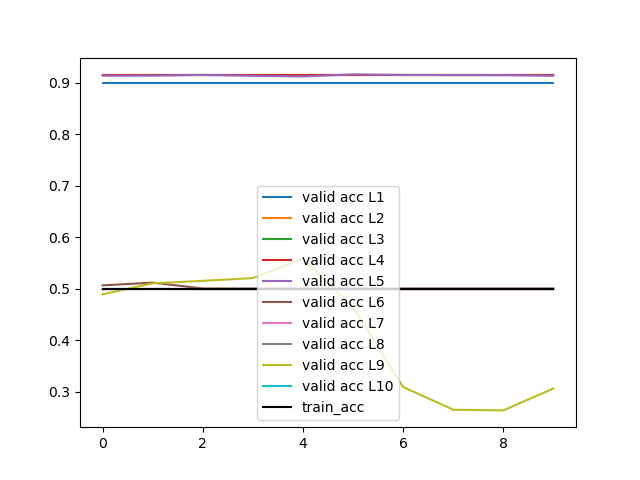 0.9
0.8
0.7
0.6
0.5
0.4
0.3
valid acc L1
valid acc L2
valid acc L3
valid acc L4
valid acc L5
valid acc L6
valid acc L7
valid acc L8
valid acc L9
valid acc L10
train_acc
0 2 4 6 8